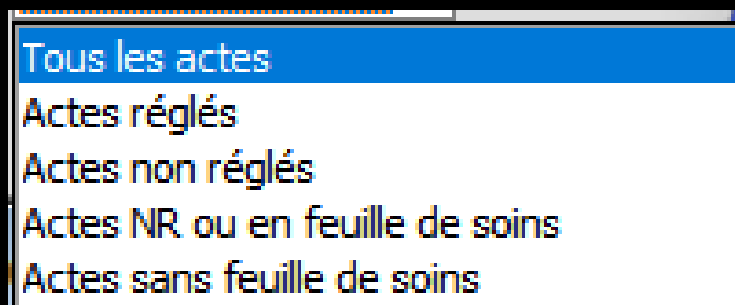 Tous les actes
Actes réglés
Actes non réglés
Actes NR ou en feuille de soins
Actes sans feuille de soins